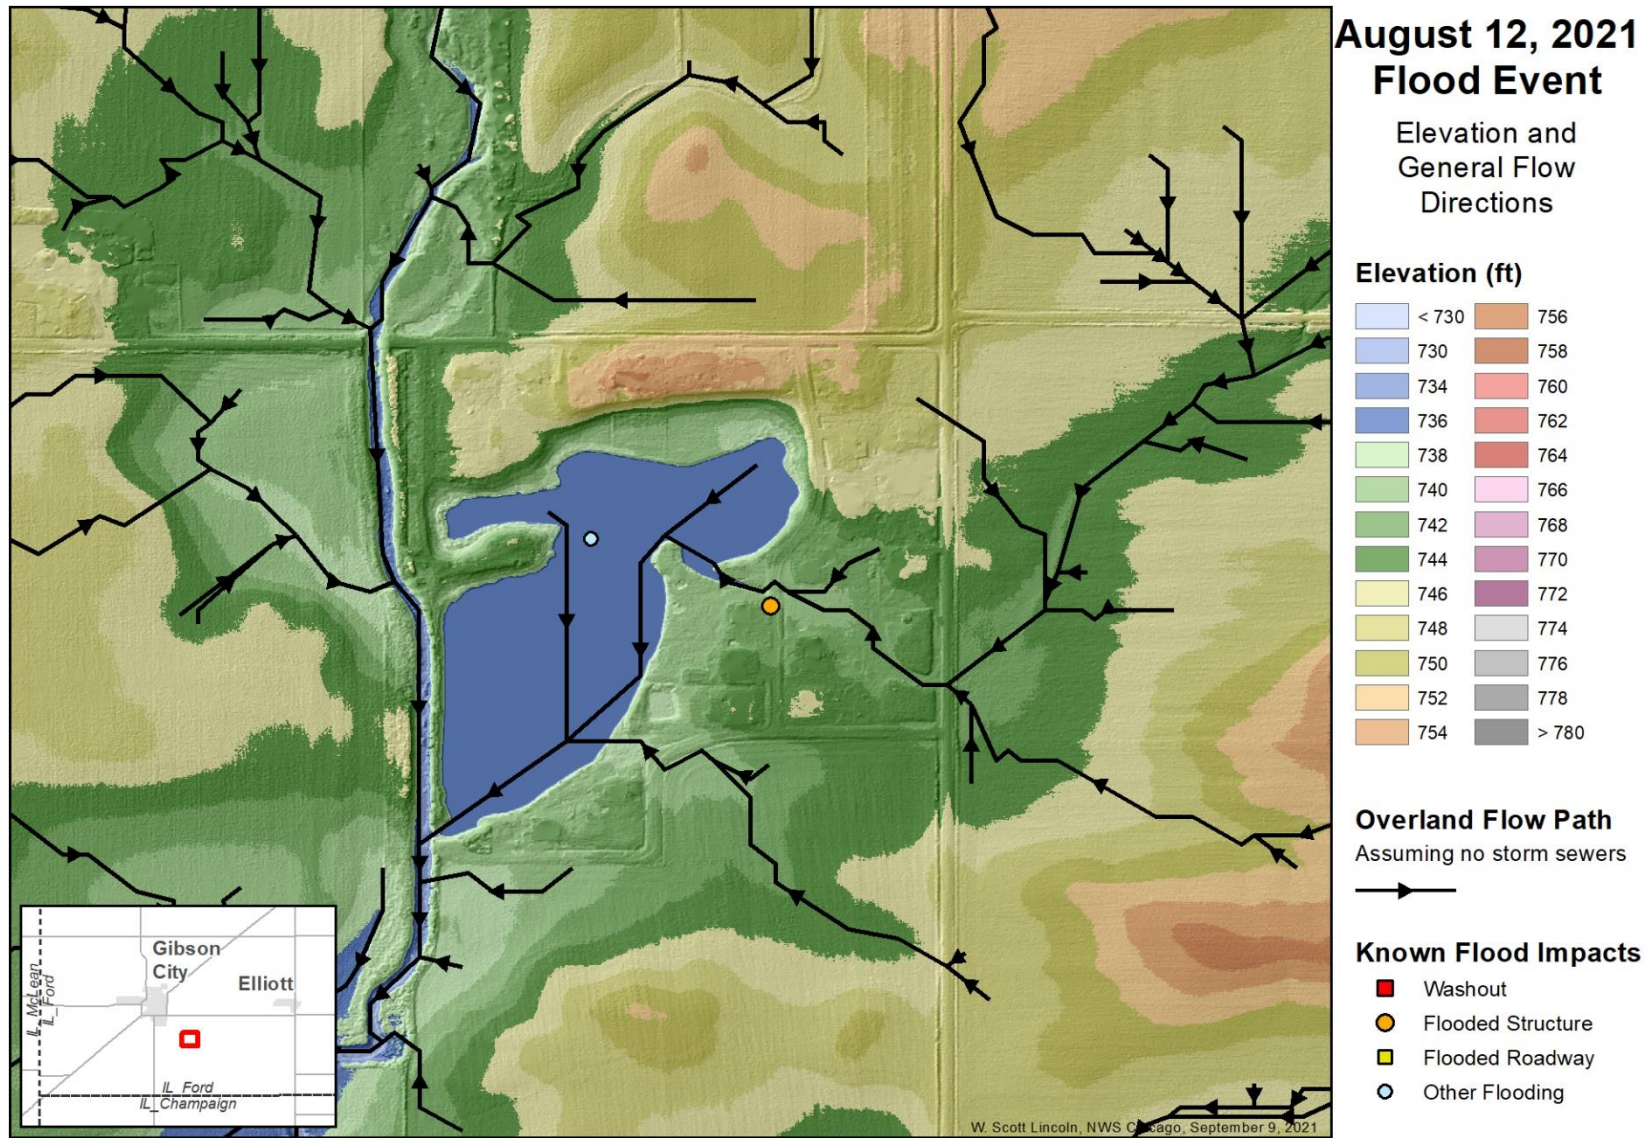 August 12, 2021
Flood Event
Elevation and
General Flow
Directions
Elevation (ft)
< 730
730
734
736
738
740
742
744
746
748
750
752
754
756
758
760
762
764
766
768
770
772
774
776
778
> 780
Overland Flow Path
Assuming no storm sewers
Known Flood Impacts
Washout
Flooded Structure
Flooded Roadway
Other Flooding
Gibson
City
Elliott
IL_McLean
IL_Ford
IL_Ford
IL_Champaign
W. Scott Lincoln, NWS Chicago, September 9, 2021